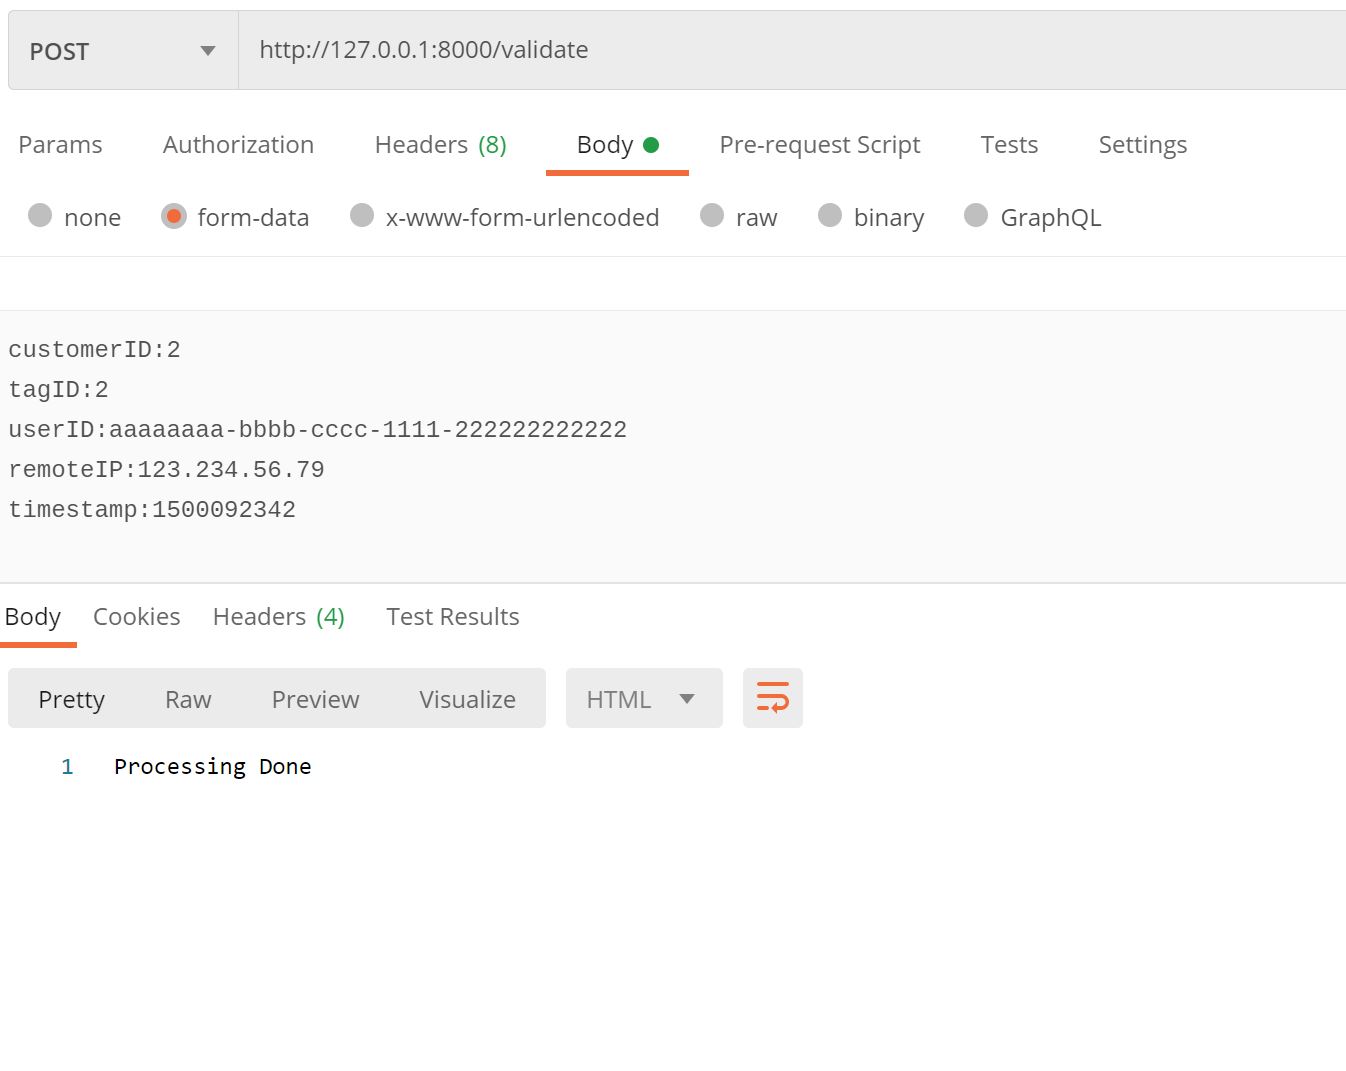 POST http://127.0.0.1:8000/validate
Params Authorization Headers (8) Body Pre-request Script Tests Settings
none form-data x-www-form-urlencoded raw binary GraphQL
customerID:2
tagID:2
userID:aaaaaaaa-bbbb-cccc-1111-222222222222
remoteIP:123.234.56.79
timestamp:1500092342
Body Cookies Headers (4) Test Results
Pretty Raw Preview Visualize HTML
1 Processing Done